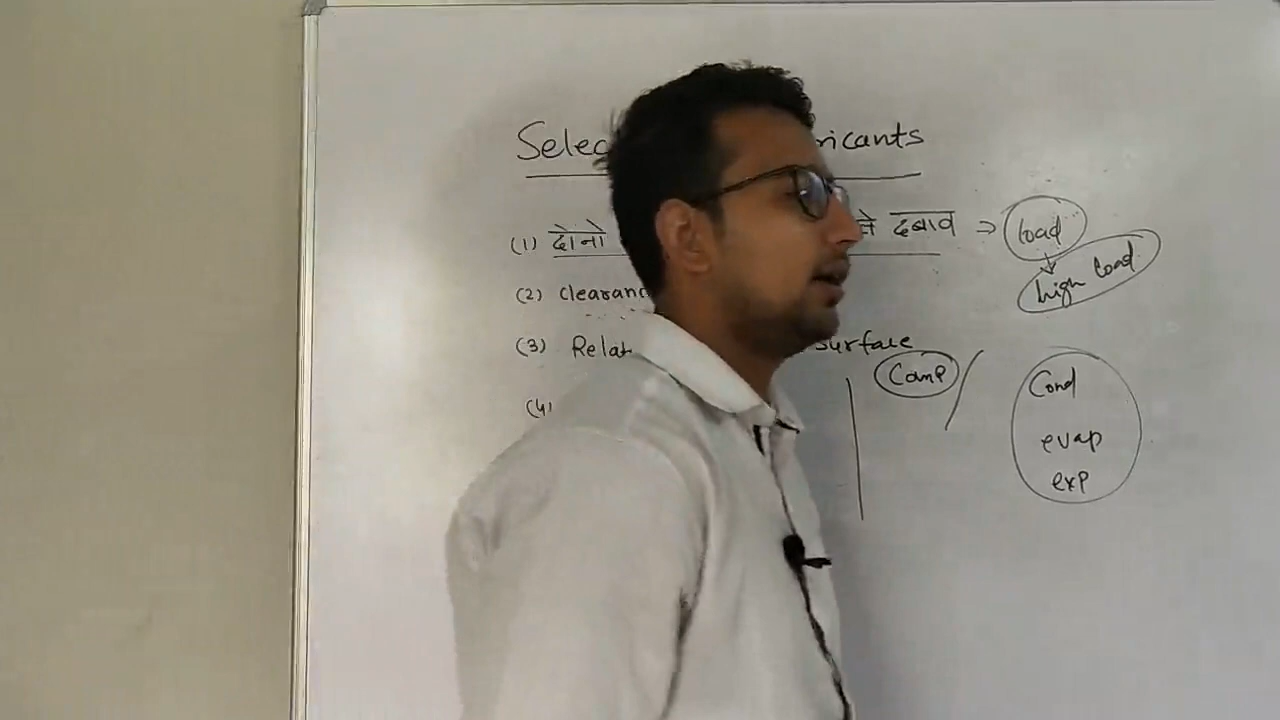 Selec ricants
(1) दोनो ले दबाव ⇒ load
high load
(2) Clearanc
(3) Relat surface
(4)
Comp / Cond
evap
exp